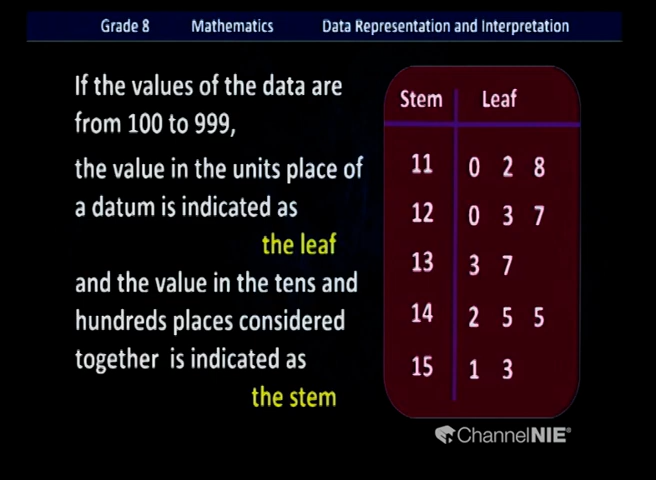 Grade 8 Mathematics Data Representation and Interpretation
If the values of the data are
from 100 to 999,
the value in the units place of
a datum is indicated as
the leaf
and the value in the tens and
hundreds places considered
together is indicated as
the stem
Stem Leaf
11 0 2 8
12 0 3 7
13 3 7
14 2 5 5
15 1 3
ChannelNIE®